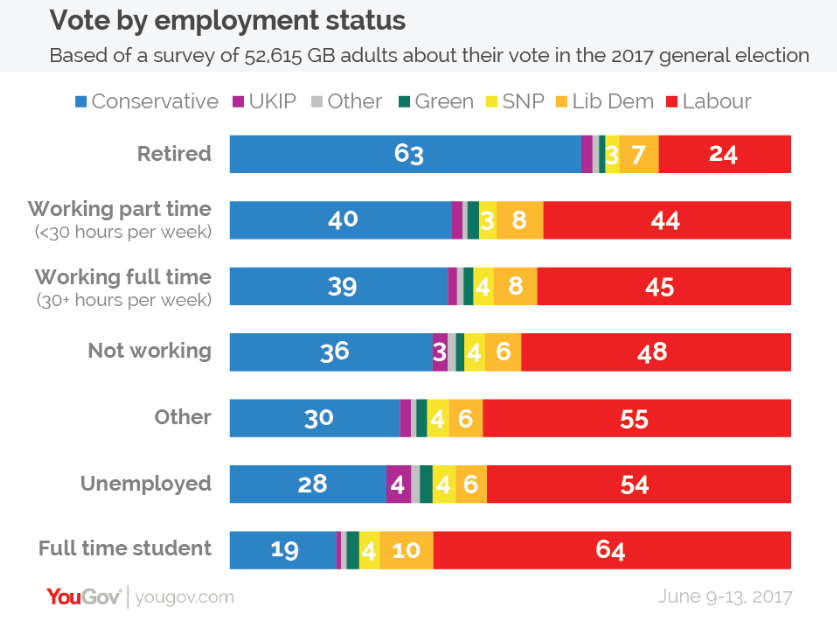 Vote by employment status
Based of a survey of 52,615 GB adults about their vote in the 2017 general election
Conservative UKIP Other Green SNP Lib Dem Labour
Retired 63 3 7 24
Working part time
(<30 hours per week) 40 3 8 44
Working full time
(30+ hours per week) 39 4 8 45
Not working 36 3 4 6 48
Other 30 4 6 55
Unemployed 28 4 4 6 54
Full time student 19 4 10 64
YouGov yougov.com June 9-13, 2017